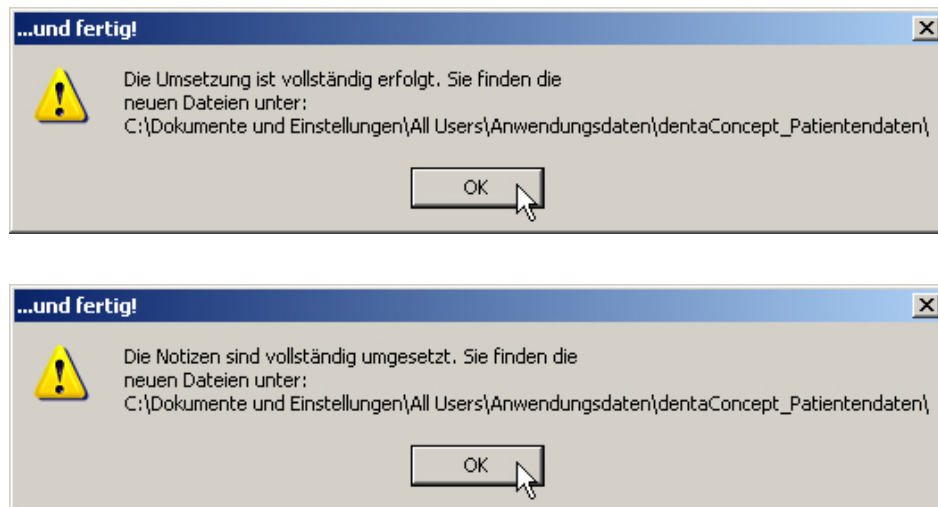 ...und fertig!
Die Umsetzung ist vollständig erfolgt. Sie finden die
neuen Dateien unter:
C:\Dokumente und Einstellungen\All Users\Anwendungsdaten\dentaConcept_Patientendaten\
OK
...und fertig!
Die Notizen sind vollständig umgesetzt. Sie finden die
neuen Dateien unter:
C:\Dokumente und Einstellungen\All Users\Anwendungsdaten\dentaConcept_Patientendaten\
OK